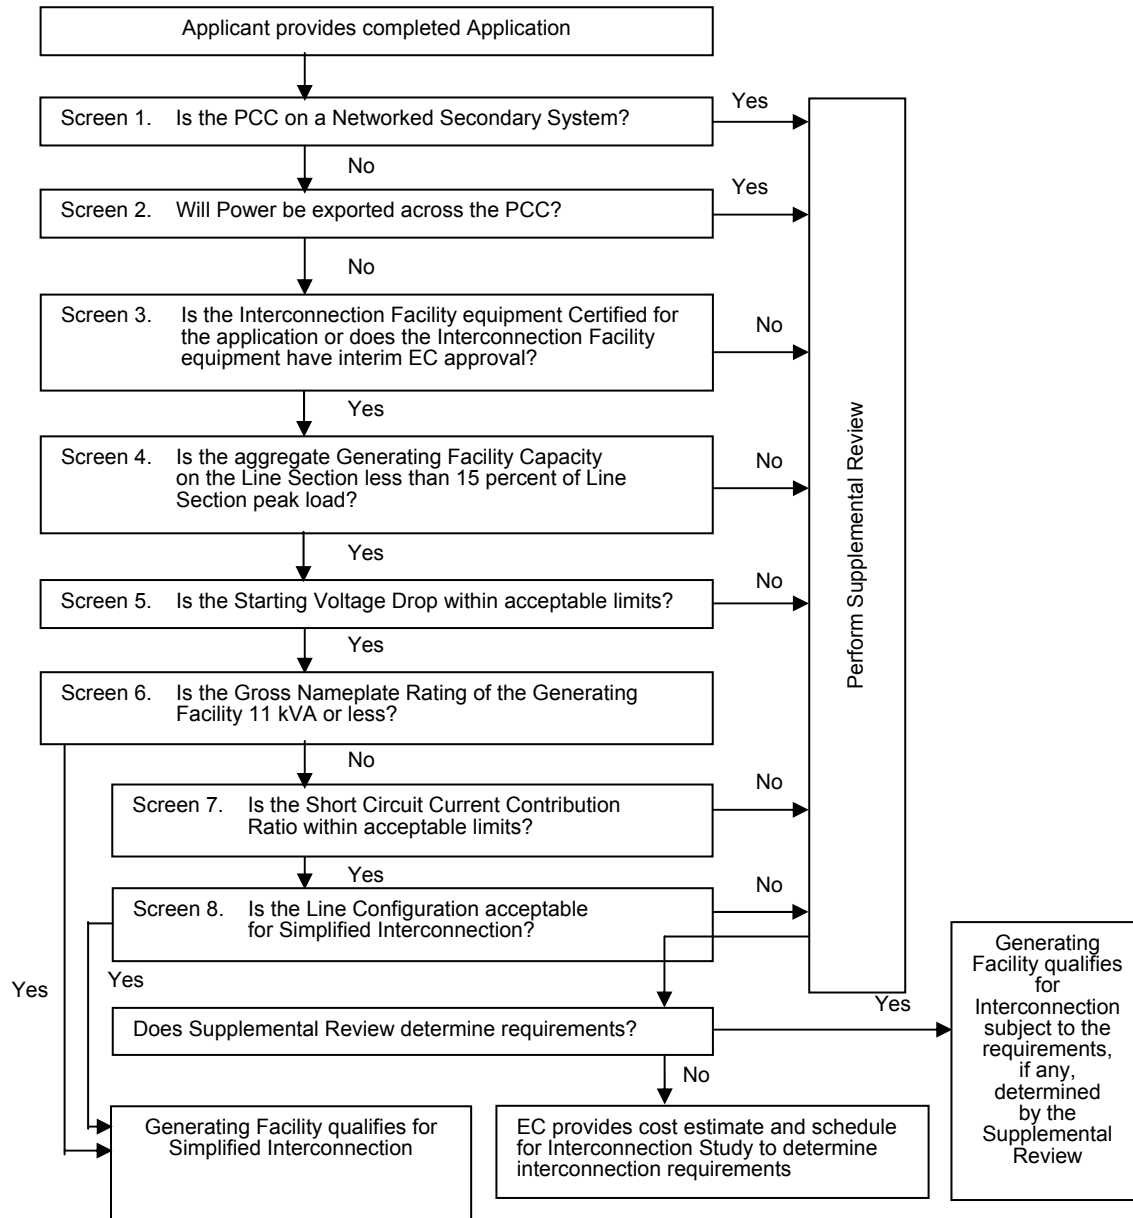 Applicant provides completed Application
Screen 1. Is the PCC on a Networked Secondary System?
Yes
No
Screen 2. Will Power be exported across the PCC?
Yes
No
Screen 3. Is the Interconnection Facility equipment Certified for
the application or does the Interconnection Facility
equipment have interim EC approval?
No
Yes
Screen 4. Is the aggregate Generating Facility Capacity
on the Line Section less than 15 percent of Line
Section peak load?
No
Yes
Screen 5. Is the Starting Voltage Drop within acceptable limits?
No
Yes
Screen 6. Is the Gross Nameplate Rating of the Generating
Facility 11 kVA or less?
No
Yes
Screen 7. Is the Short Circuit Current Contribution
Ratio within acceptable limits?
No
Yes
Screen 8. Is the Line Configuration acceptable
for Simplified Interconnection?
No
Yes
Perform Supplemental Review
Does Supplemental Review determine requirements?
Yes
No
Generating
Facility qualifies
for
Interconnection
subject to the
requirements,
if any,
determined
by the
Supplemental
Review
Generating Facility qualifies for
Simplified Interconnection
EC provides cost estimate and schedule
for Interconnection Study to determine
interconnection requirements